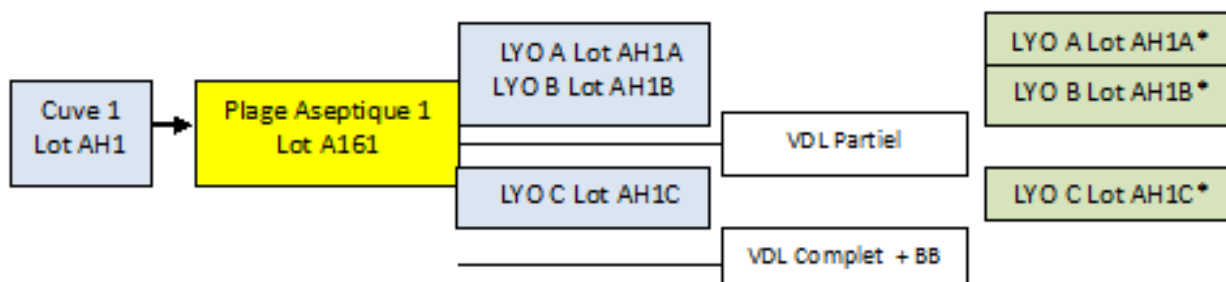 Cuve 1
Lot AH1
Plage Aseptique 1
Lot A161
LYO A Lot AH1A
LYO B Lot AH1B
VDL Partiel
LYO C Lot AH1C
VDL Complet + BB
LYO A Lot AH1A*
LYO B Lot AH1B*
LYO C Lot AH1C*